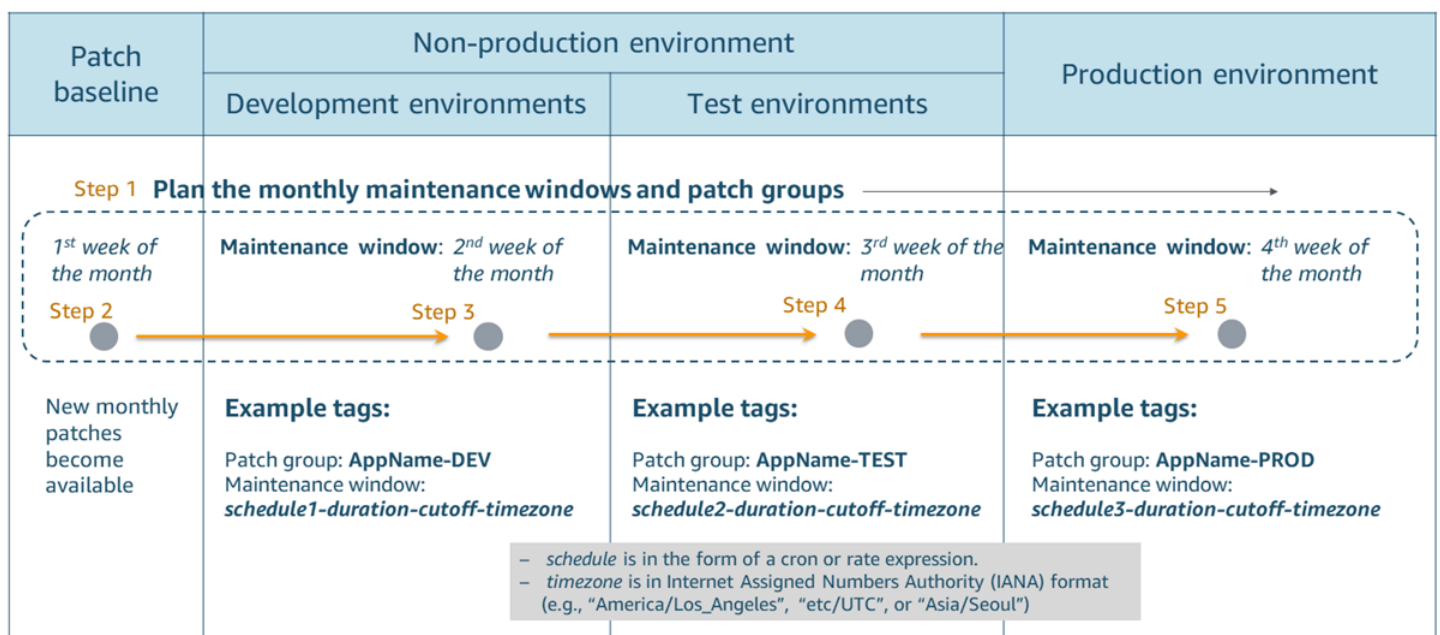 Patch
baseline
Non-production environment
Development environments
Test environments
Production environment
Step 1 Plan the monthly maintenance windows and patch groups
1st week of
the month
Step 2
Maintenance window: 2nd week of
the month
Step 3
Maintenance window: 3rd week of the
month
Step 4
Maintenance window: 4th week of
the month
Step 5
New monthly
patches
become
available
Example tags:
Patch group: AppName-DEV
Maintenance window:
schedule1-duration-cutoff-timezone
Example tags:
Patch group: AppName-TEST
Maintenance window:
schedule2-duration-cutoff-timezone
Example tags:
Patch group: AppName-PROD
Maintenance window:
schedule3-duration-cutoff-timezone
– schedule is in the form of a cron or rate expression.
– timezone is in Internet Assigned Numbers Authority (IANA) format
(e.g., “America/Los_Angeles”, “etc/UTC”, or “Asia/Seoul”)